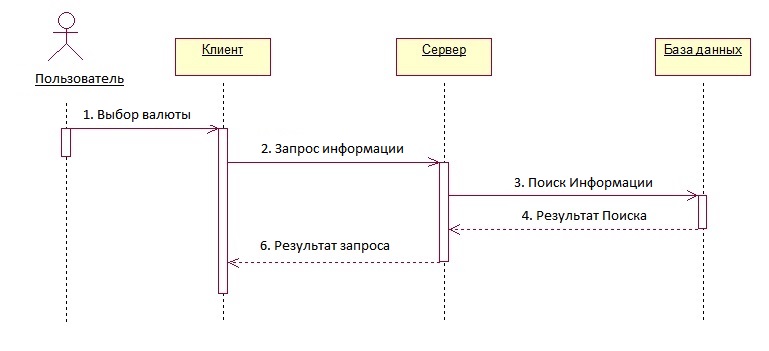 Пользователь
Клиент
Сервер
База данных
1. Выбор валюты
2. Запрос информации
3. Поиск Информации
4. Результат Поиска
6. Результат запроса